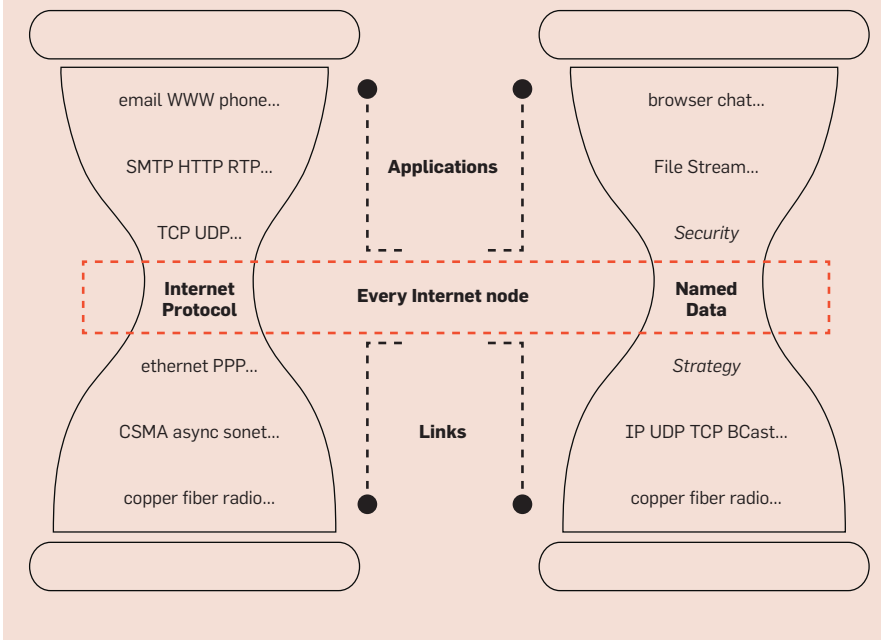 email WWW phone...
SMTP HTTP RTP...
TCP UDP...
Internet
Protocol
ethernet PPP...
CSMA async sonet...
copper fiber radio...
Applications
Every Internet node
Links
browser chat...
File Stream...
Security
Named
Data
Strategy
IP UDP TCP BCast...
copper fiber radio...